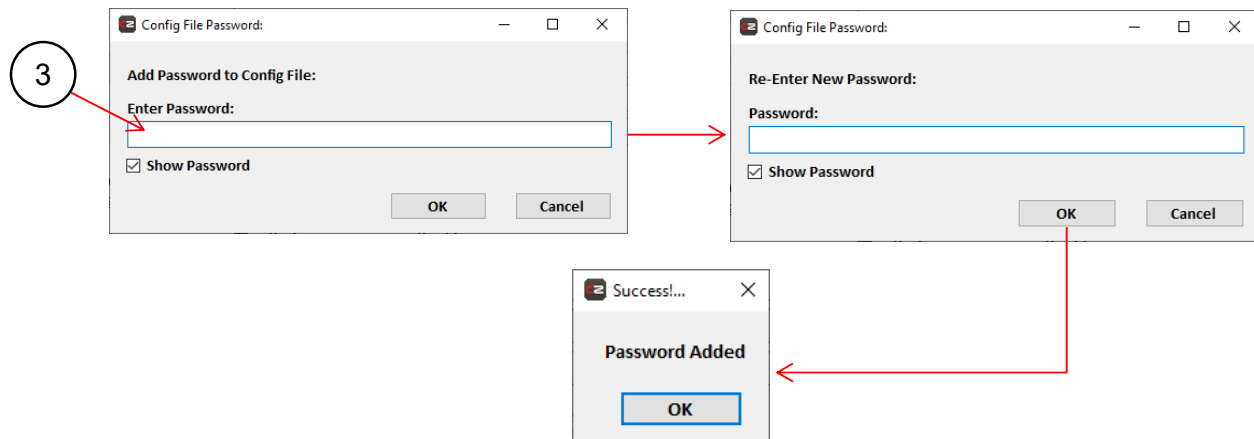 3
Config File Password:
Add Password to Config File:
Enter Password:
Show Password
OK Cancel
Config File Password:
Re-Enter New Password:
Password:
Show Password
OK Cancel
Success!...
Password Added
OK